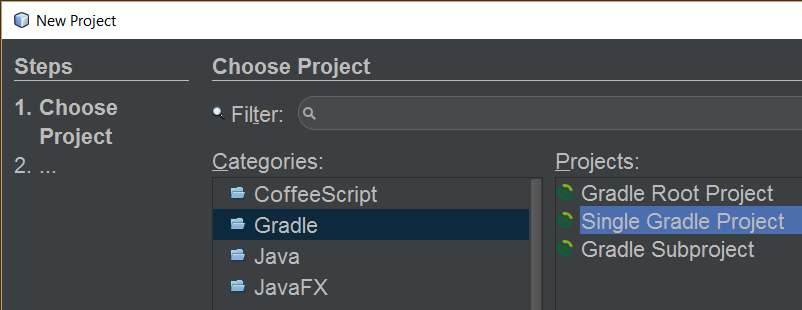 New Project
Steps
1. Choose
Project
2. ...
Choose Project
Filter:
Categories:
CoffeeScript
Gradle
Java
JavaFX
Projects:
Gradle Root Project
Single Gradle Project
Gradle Subproject